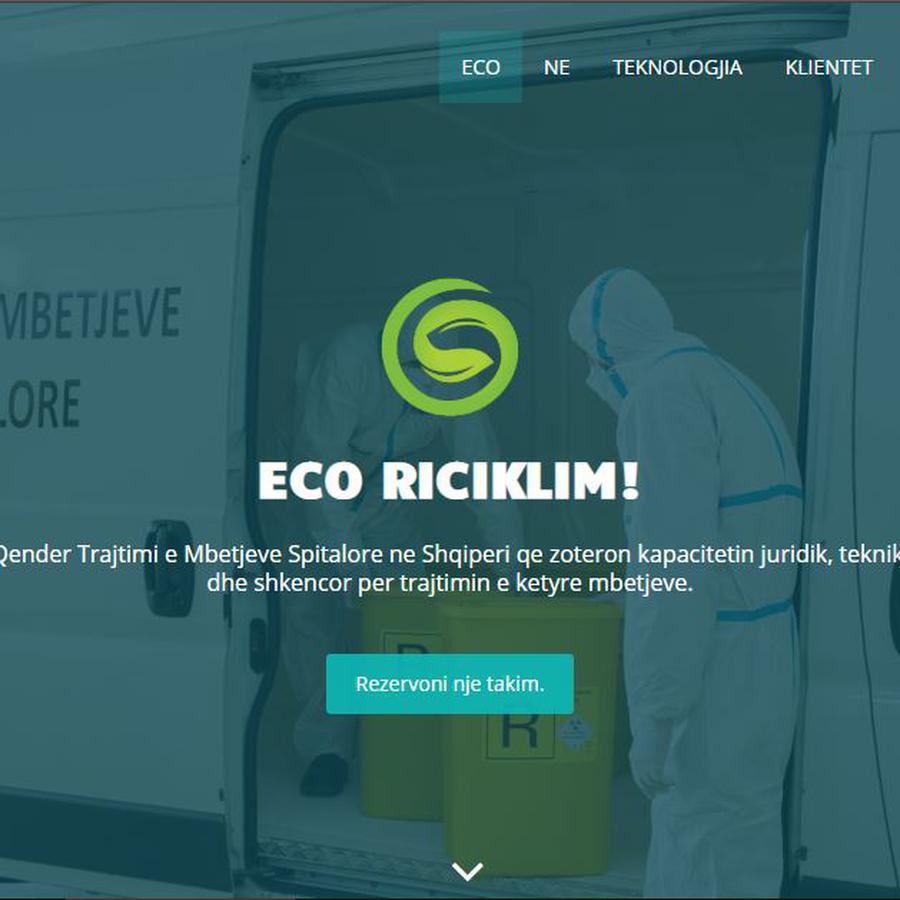 ECO NE TEKNOLOGJIA KLIENTET
MBETJEVE
LORE
ECO RICIKLIM!
Qender Trajtimi e Mbetjeve Spitalore ne Shqiperi qe zoteron kapacitetin juridik, teknik
dhe shkencor per trajtimin e ketyre mbetjeve.
Rezervoni nje takim.
R
R